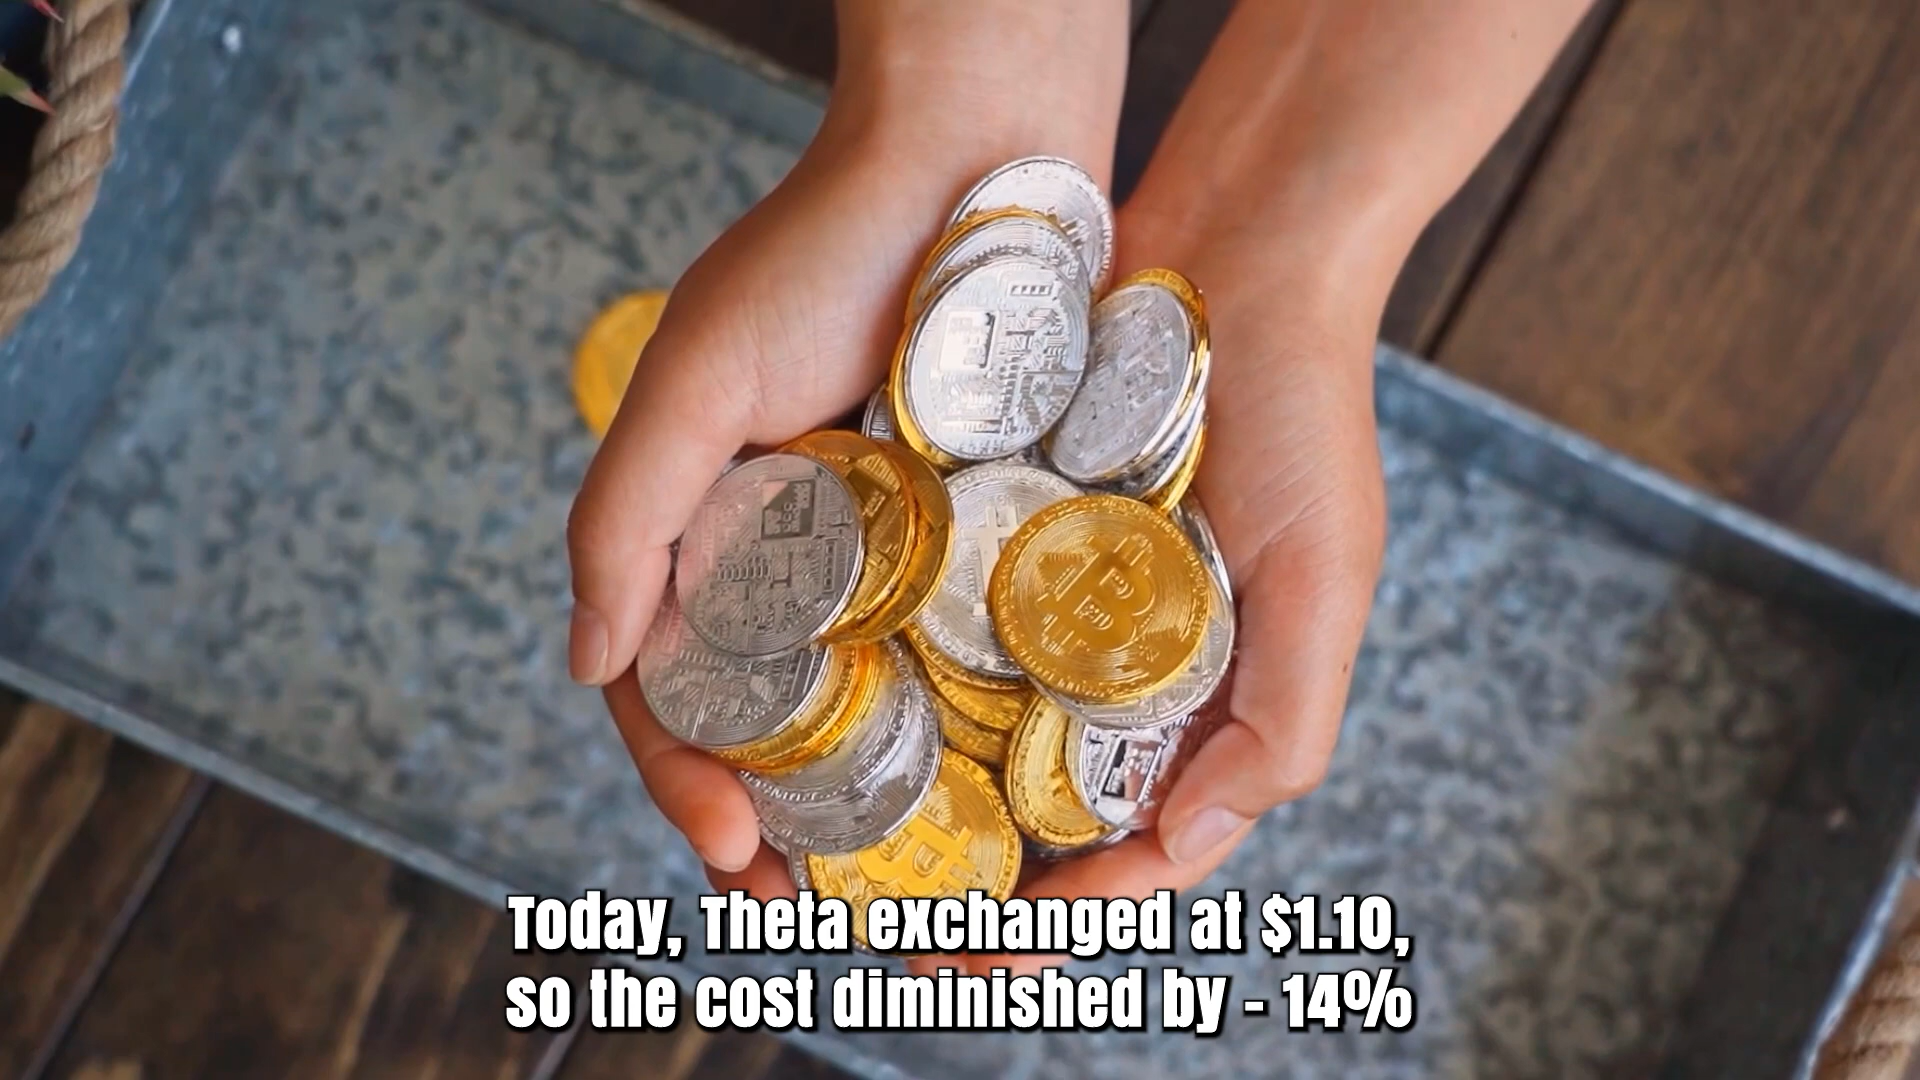 Today, Theta exchanged at $1.10,
so the cost diminished by - 14%